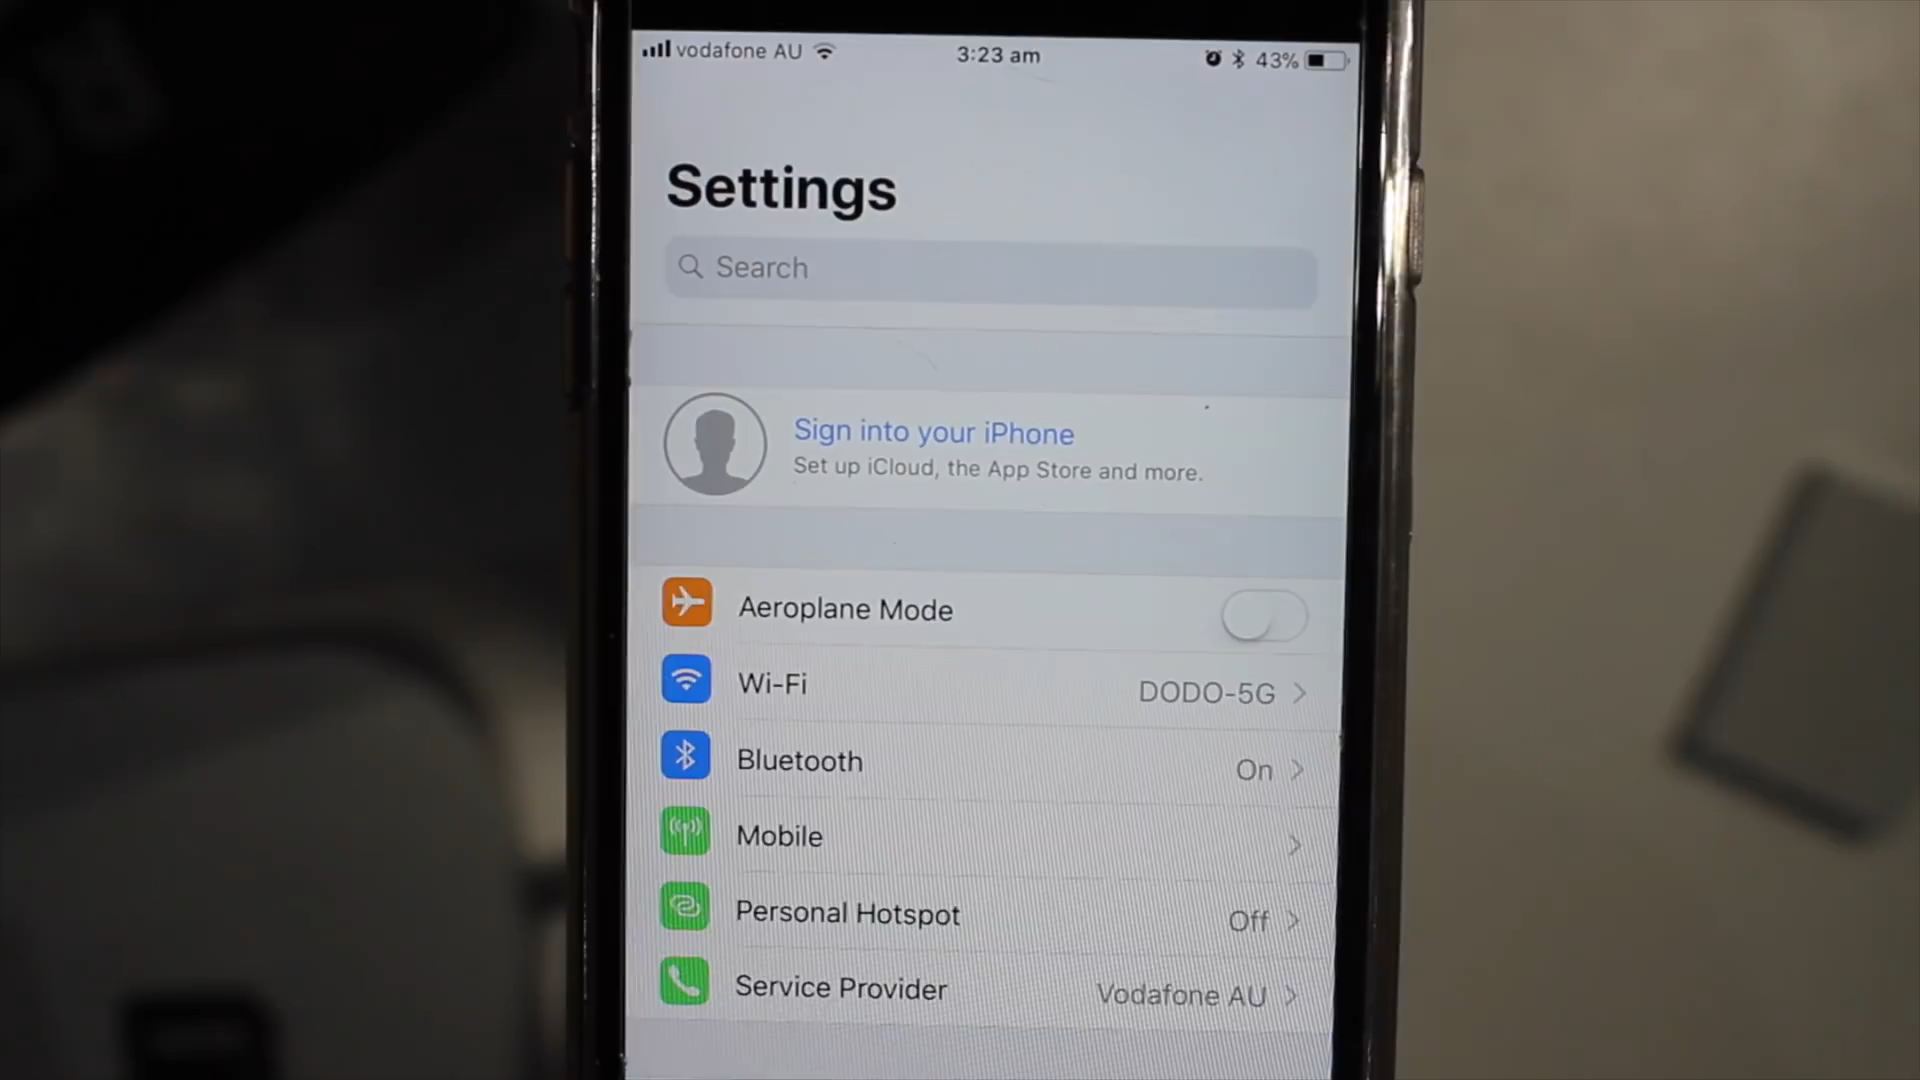 vodafone AU 3:23 am 43%
Settings
Search
Sign into your iPhone
Set up iCloud, the App Store and more.
Aeroplane Mode
Wi-Fi DODO-5G
Bluetooth On
Mobile
Personal Hotspot Off
Service Provider Vodafone AU